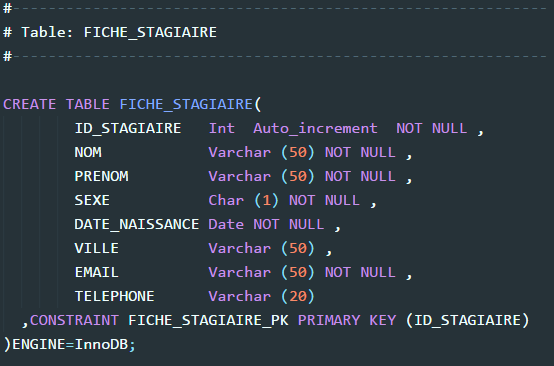 #------------------------------------------------------------
# Table: FICHE_STAGIAIRE
#------------------------------------------------------------
CREATE TABLE FICHE_STAGIAIRE(
ID_STAGIAIRE Int Auto_increment NOT NULL ,
NOM Varchar (50) NOT NULL ,
PRENOM Varchar (50) NOT NULL ,
SEXE Char (1) NOT NULL ,
DATE_NAISSANCE Date NOT NULL ,
VILLE Varchar (50) ,
EMAIL Varchar (50) NOT NULL ,
TELEPHONE Varchar (20)
,CONSTRAINT FICHE_STAGIAIRE_PK PRIMARY KEY (ID_STAGIAIRE)
)ENGINE=InnoDB;